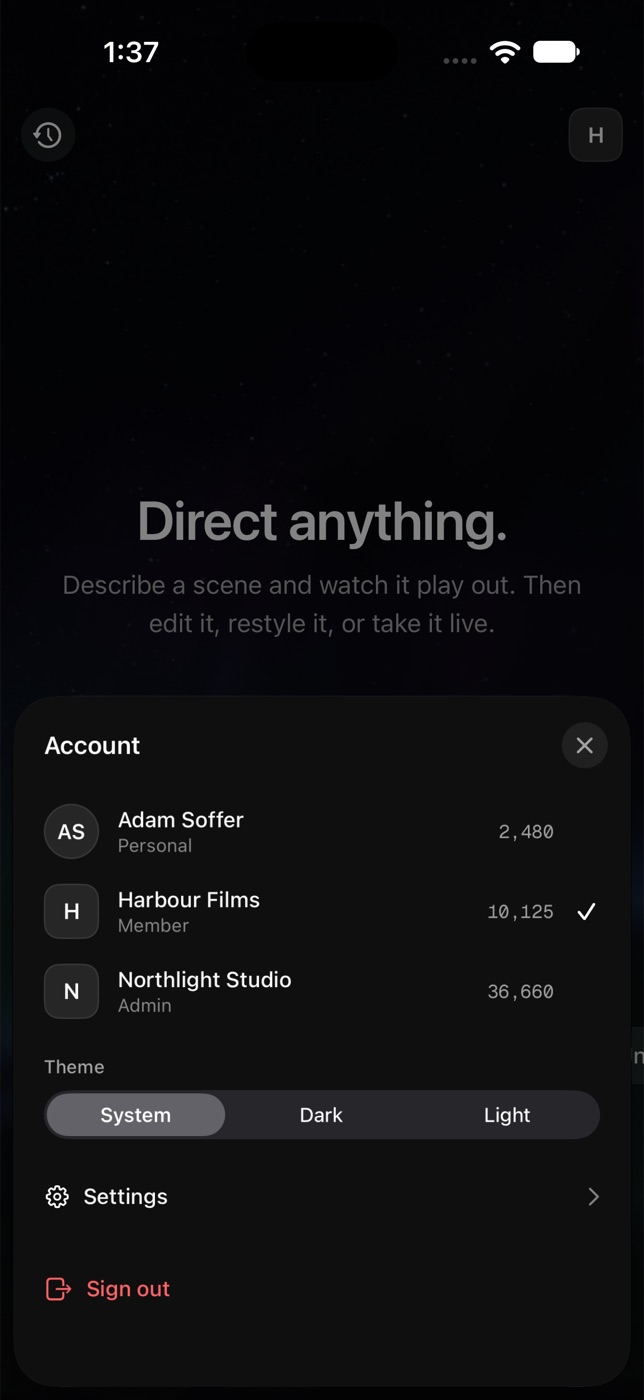 1:37
H
Direct anything.
Describe a scene and watch it play out. Then
edit it, restyle it, or take it live.
Account
AS
Adam Soffer
Personal
2,480
H
Harbour Films
Member
10,125
N
Northlight Studio
Admin
36,660
Theme
System
Dark
Light
Settings
Sign out